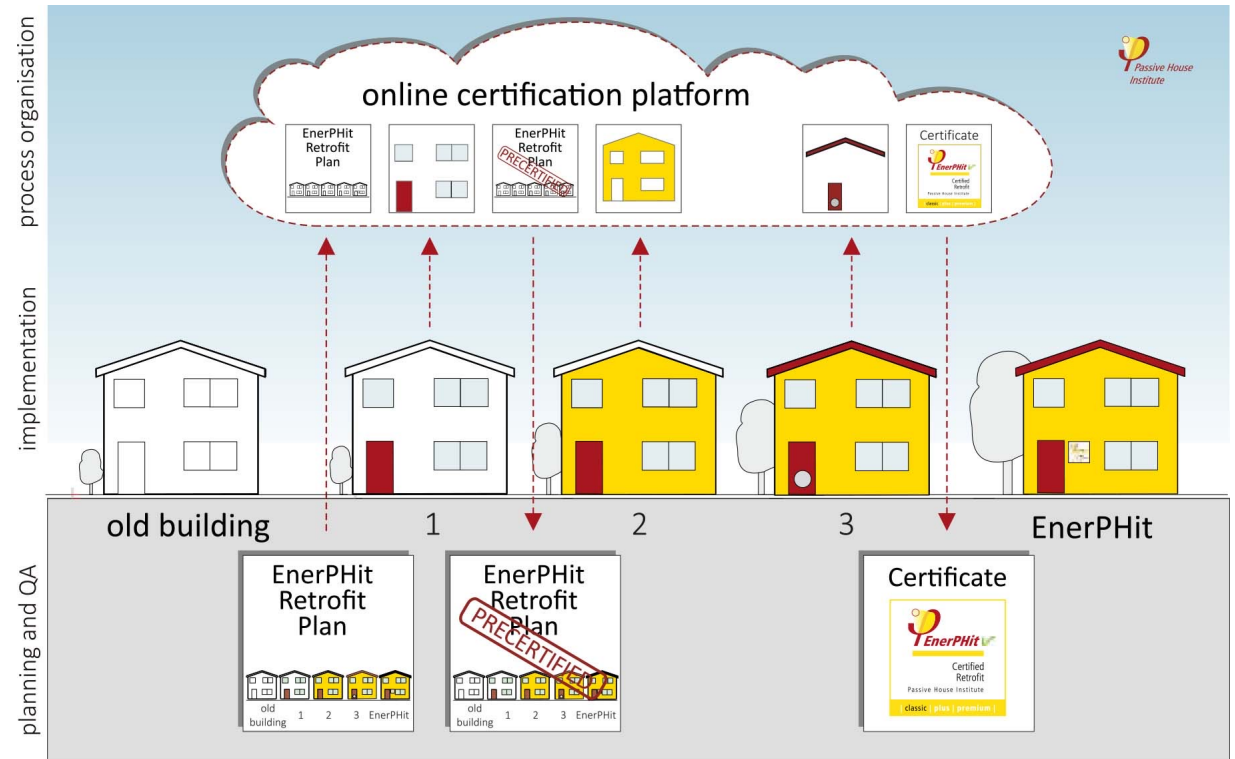 process organisation
implementation
planning and QA
Passive House
Institute
online certification platform
EnerPHit
Retrofit
Plan
EnerPHit
Retrofit
Plan
PRECERTIFIED
Certificate
EnerPHit
Certified
Retrofit
Passive House Institute
classic | plus | premium |
old building
1
2
3
EnerPHit
EnerPHit
Retrofit
Plan
old
building
1
2
3
EnerPHit
EnerPHit
Retrofit
Plan
PRECERTIFIED
old
building
1
2
3
EnerPHit
Certificate
EnerPHit
Certified
Retrofit
Passive House Institute
| classic | plus | premium |